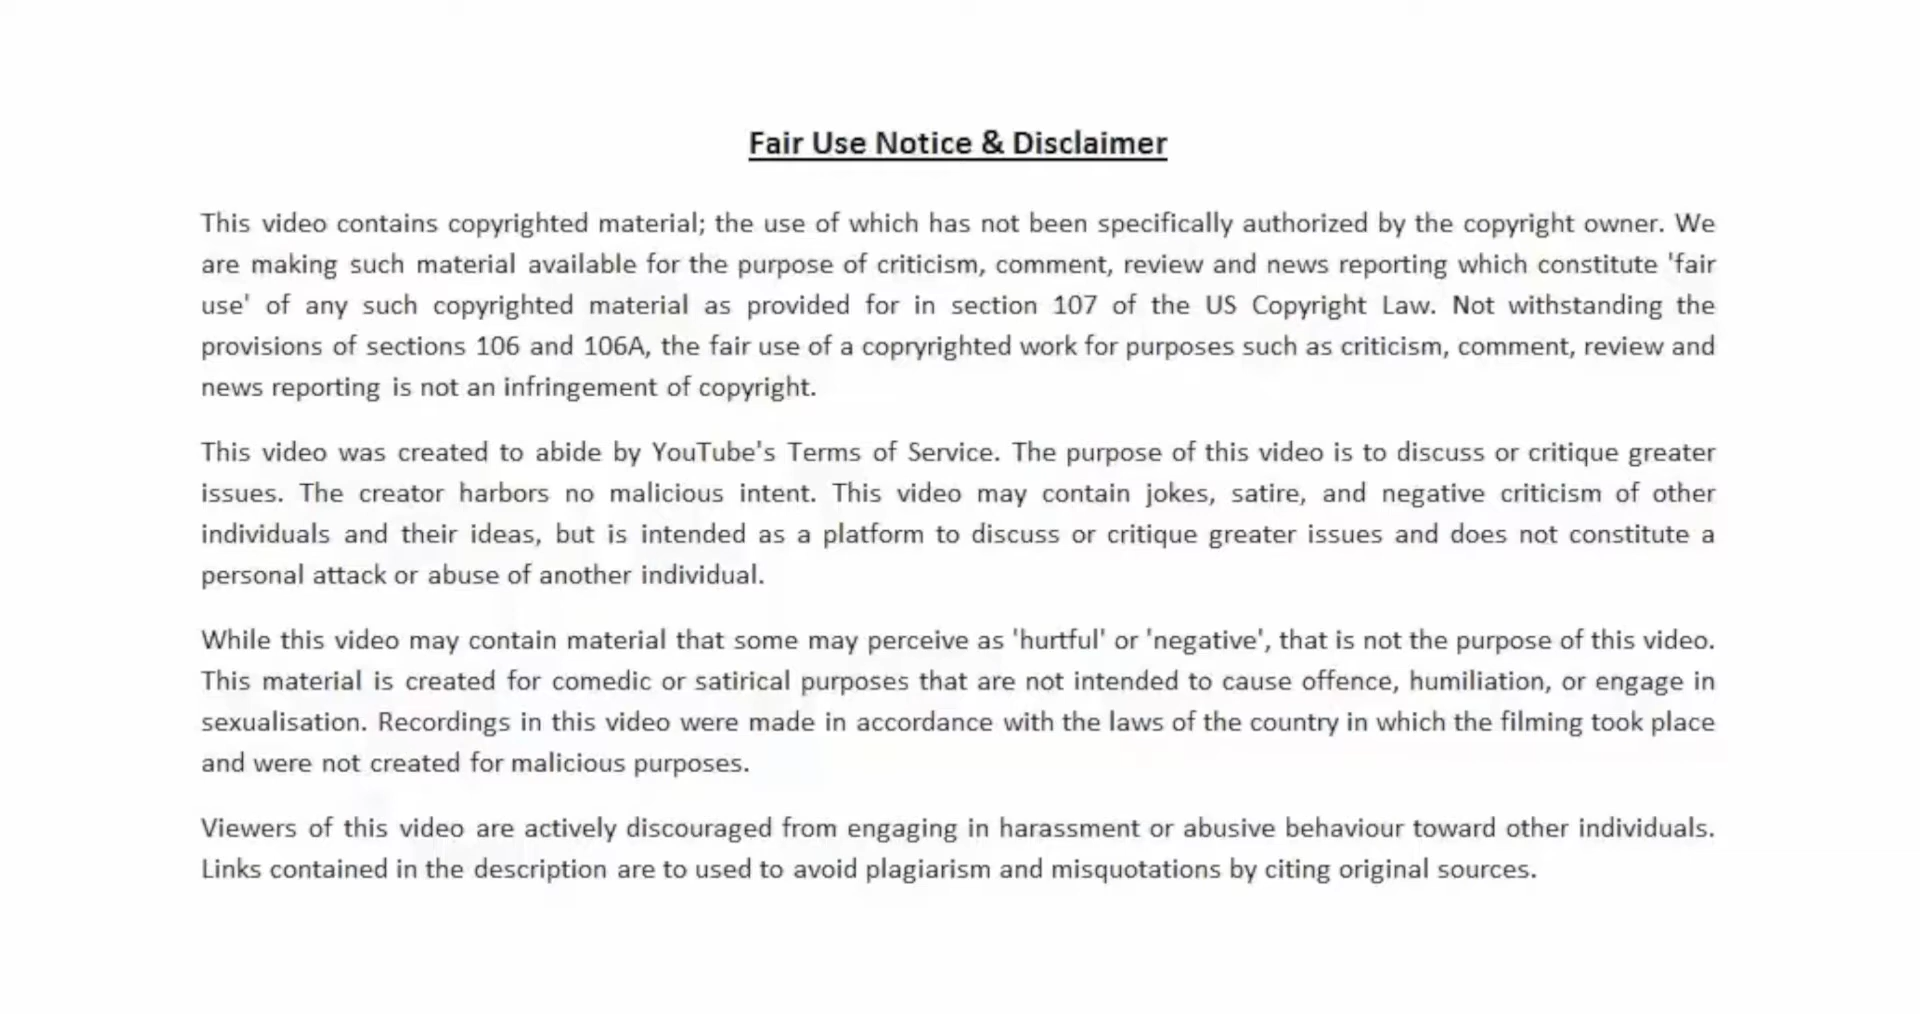 Fair Use Notice & Disclaimer
This video contains copyrighted material; the use of which has not been specifically authorized by the copyright owner. We
are making such material available for the purpose of criticism, comment, review and news reporting which constitute 'fair
use' of any such copyrighted material as provided for in section 107 of the US Copyright Law. Not withstanding the
provisions of sections 106 and 106A, the fair use of a copryrighted work for purposes such as criticism, comment, review and
news reporting is not an infringement of copyright.
This video was created to abide by YouTube's Terms of Service. The purpose of this video is to discuss or critique greater
issues. The creator harbors no malicious intent. This video may contain jokes, satire, and negative criticism of other
individuals and their ideas, but is intended as a platform to discuss or critique greater issues and does not constitute a
personal attack or abuse of another individual.
While this video may contain material that some may perceive as 'hurtful' or 'negative', that is not the purpose of this video.
This material is created for comedic or satirical purposes that are not intended to cause offence, humiliation, or engage in
sexualisation. Recordings in this video were made in accordance with the laws of the country in which the filming took place
and were not created for malicious purposes.
Viewers of this video are actively discouraged from engaging in harassment or abusive behaviour toward other individuals.
Links contained in the description are to used to avoid plagiarism and misquotations by citing original sources.